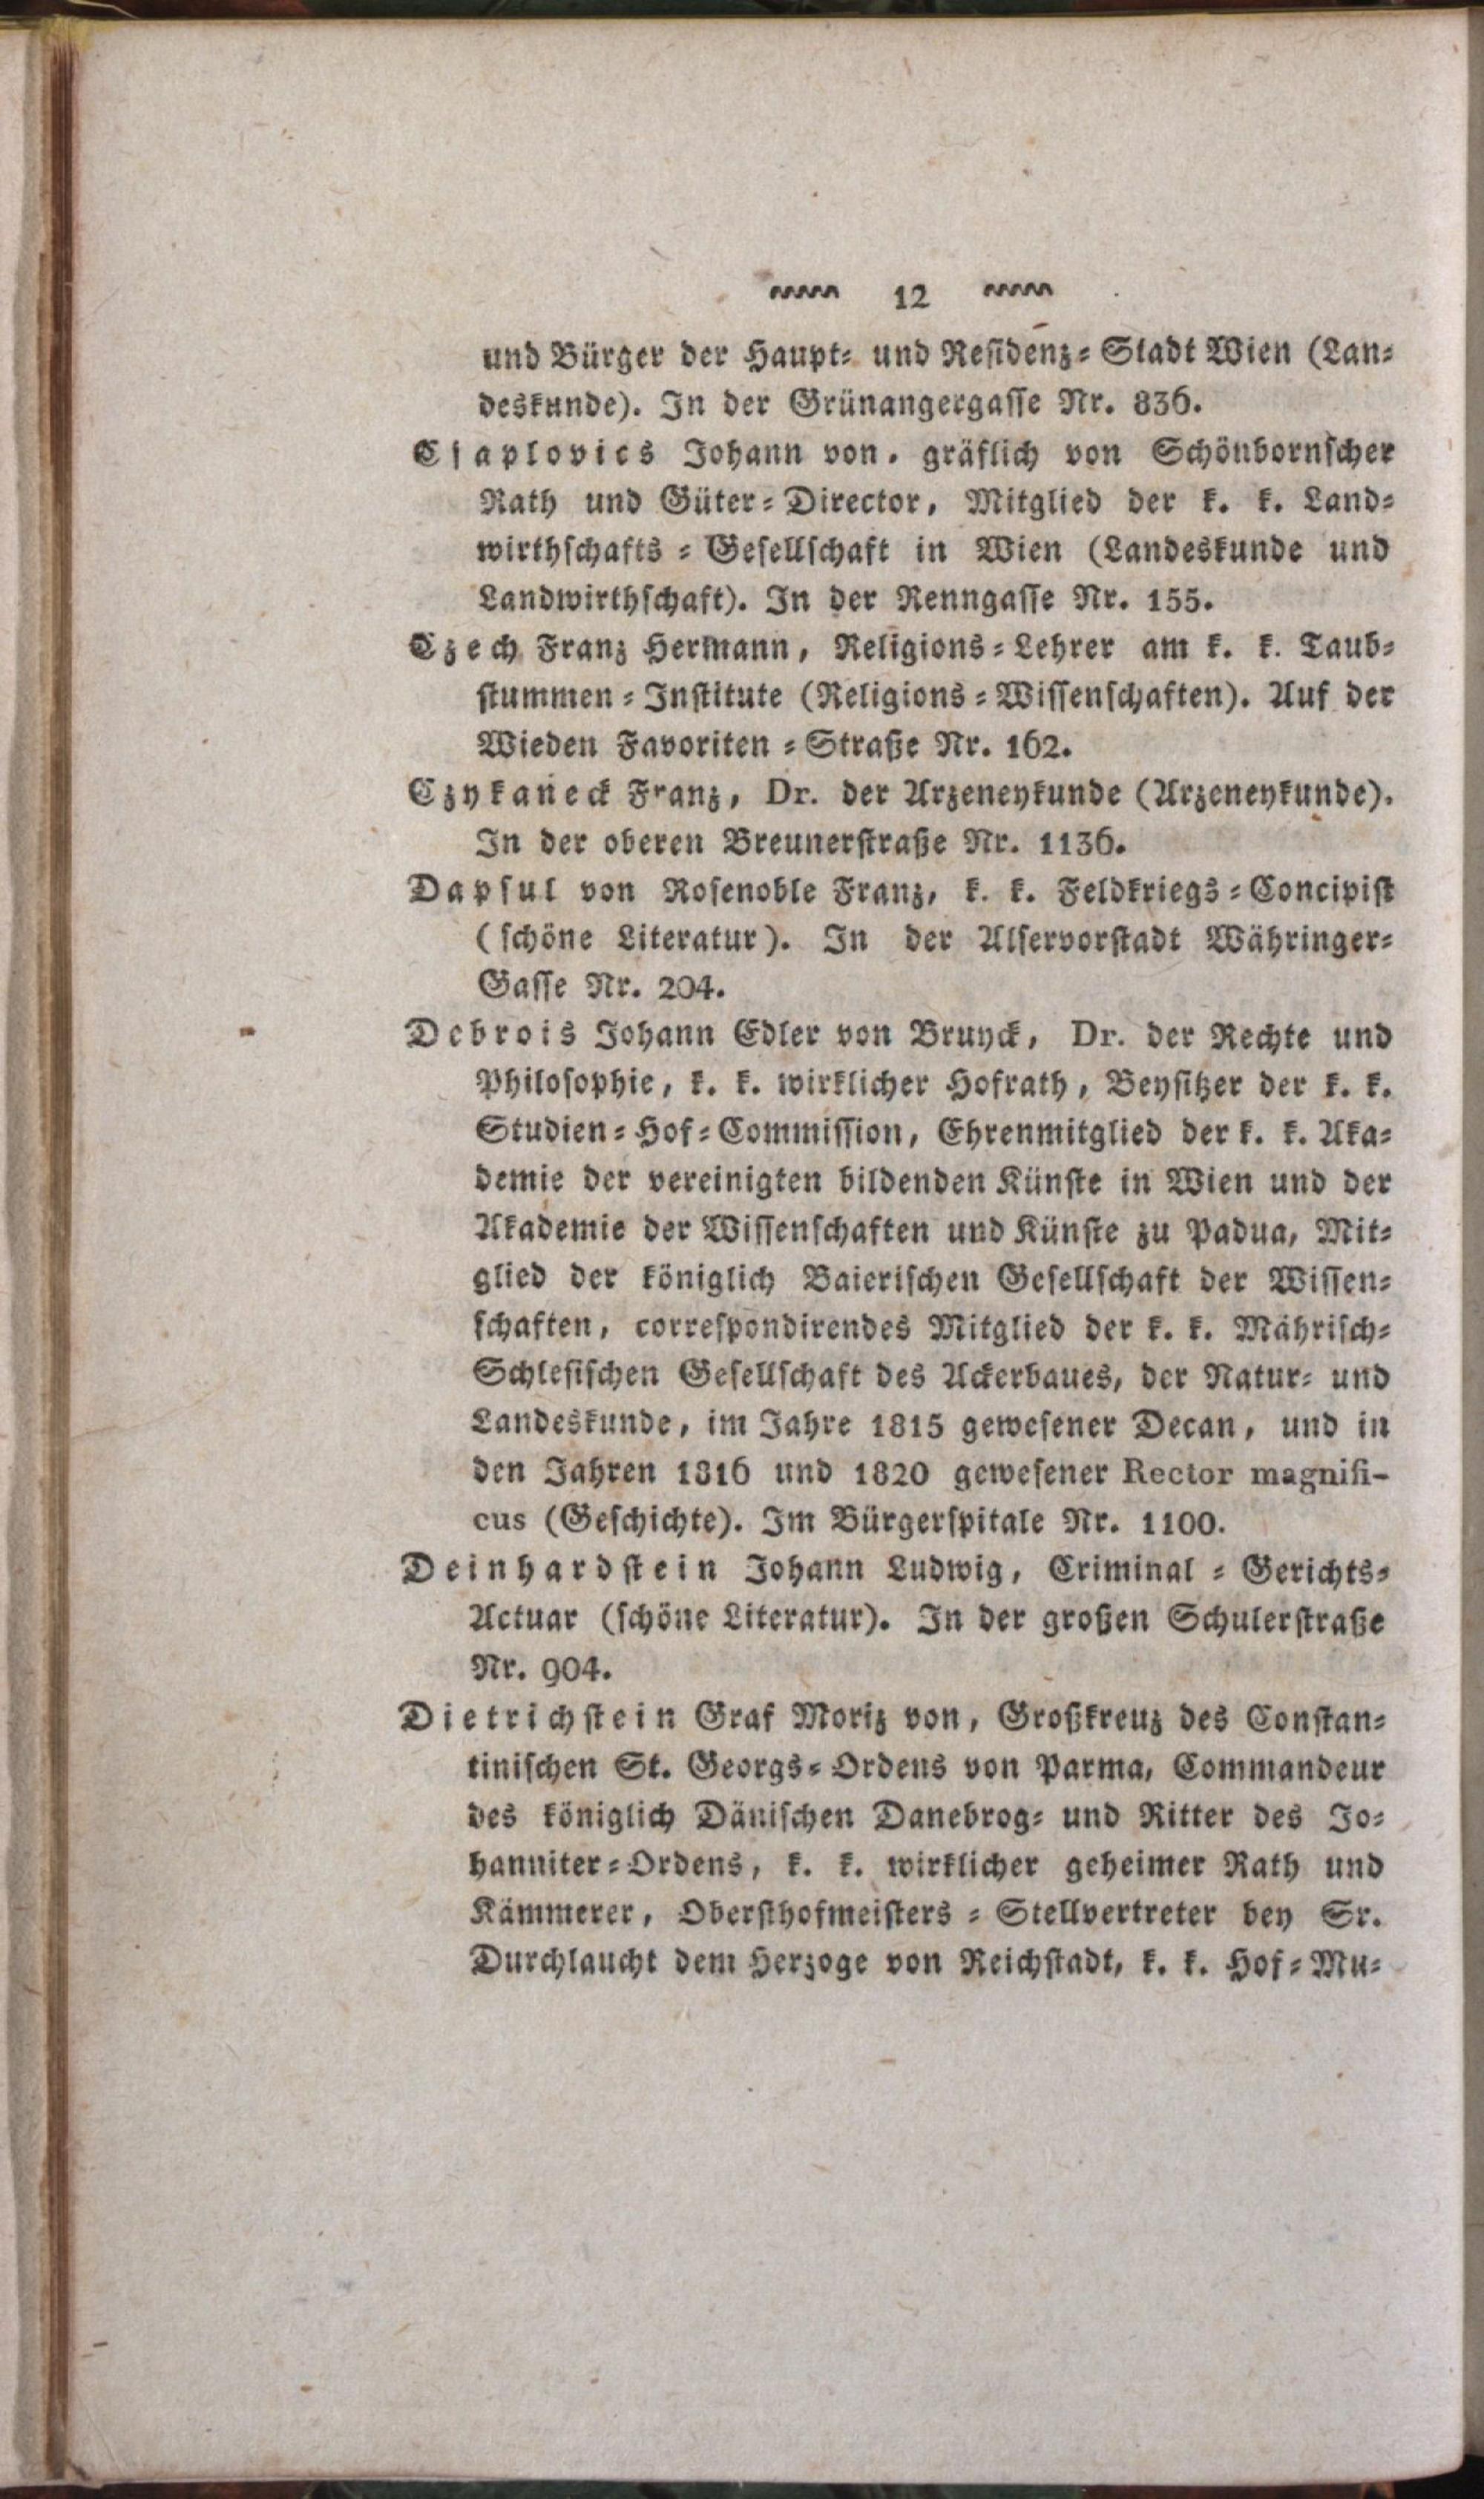 12
und Bürger der Haupt- und Residenz-Stadt Wien (Lan-
deskunde). In der Grünangergasse Nr. 836.
Csaplovics Johann von, gräflich von Schönbornscher
Rath und Güter-Director, Mitglied der k. k. Land-
wirthschafts-Gesellschaft in Wien (Landeskunde und
Landwirthschaft). In der Renngasse Nr. 155.
Czech Franz Hermann, Religions-Lehrer am k. k. Taub-
stummen-Institute (Religions-Wissenschaften). Auf der
Wieden Favoriten-Straße Nr. 162.
Czykaneck Franz, Dr. der Arzeneykunde (Arzeneykunde).
In der oberen Breunerstraße Nr. 1136.
Dapsul von Rosenoble Franz, k. k. Feldkriegs-Concipist
(schöne Literatur). In der Alservorstadt Währinger-
Gasse Nr. 204.
Debrois Johann Edler von Bruyck, Dr. der Rechte und
Philosophie, k. k. wirklicher Hofrath, Beysitzer der k. k.
Studien-Hof-Commission, Ehrenmitglied der k. k. Aka-
demie der vereinigten bildenden Künste in Wien und der
Akademie der Wissenschaften und Künste zu Padua, Mit-
glied der königlich Baierischen Gesellschaft der Wissen-
schaften, correspondirendes Mitglied der k. k. Mährisch-
Schlesischen Gesellschaft des Ackerbaues, der Natur- und
Landeskunde, im Jahre 1815 gewesener Decan, und in
den Jahren 1816 und 1820 gewesener Rector magnifi-
cus (Geschichte). Im Bürgerspitale Nr. 1100.
Deinhardstein Johann Ludwig, Criminal-Gerichts-
Actuar (schöne Literatur). In der großen Schulerstraße
Nr. 904.
Dietrichstein Graf Moriz von, Großkreuz des Constan-
tinischen St. Georgs-Ordens von Parma, Commandeur
des königlich Dänischen Danebrog- und Ritter des Jo-
hanniter-Ordens, k. k. wirklicher geheimer Rath und
Kämmerer, Obersthofmeisters-Stellvertreter bey Sr.
Durchlaucht dem Herzoge von Reichstadt, k. k. Hof-Mu-